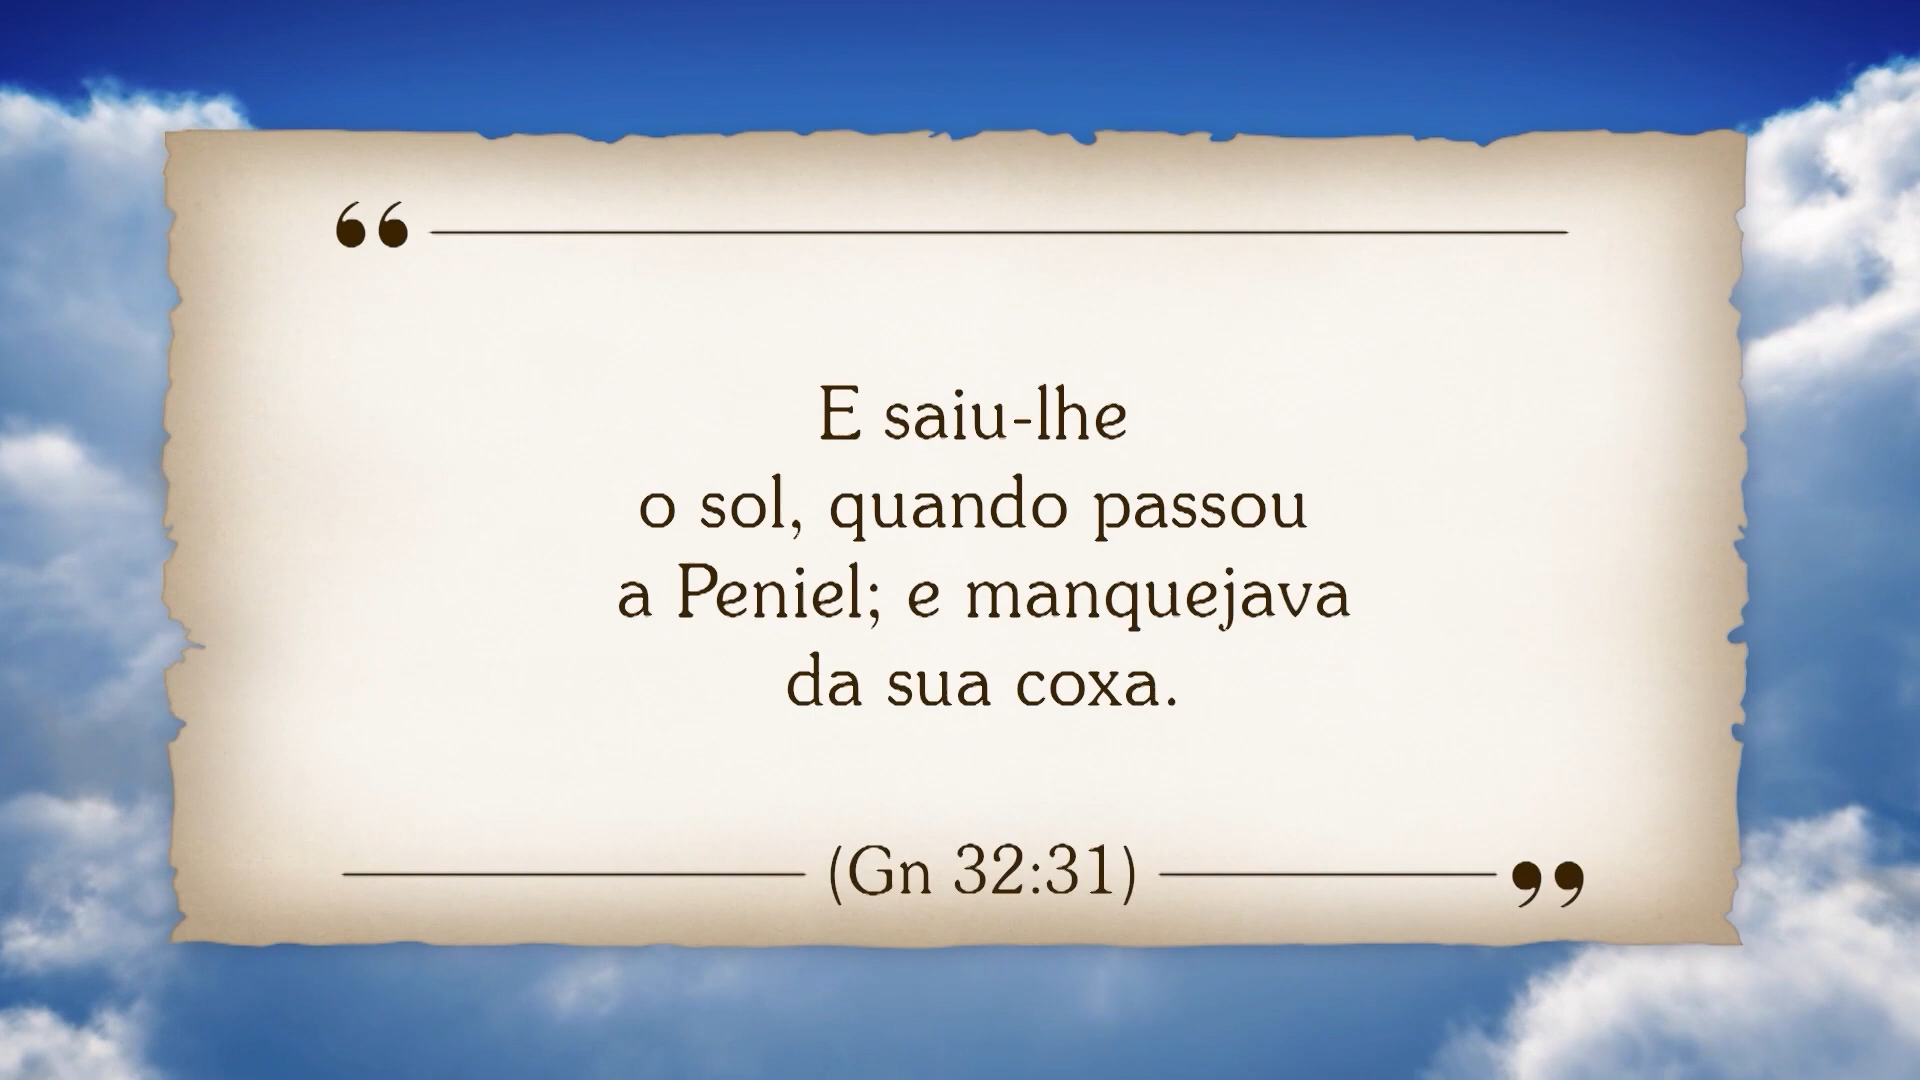 “
E saiu-lhe
o sol, quando passou
a Peniel; e manquejava
da sua coxa.
(Gn 32:31) ”